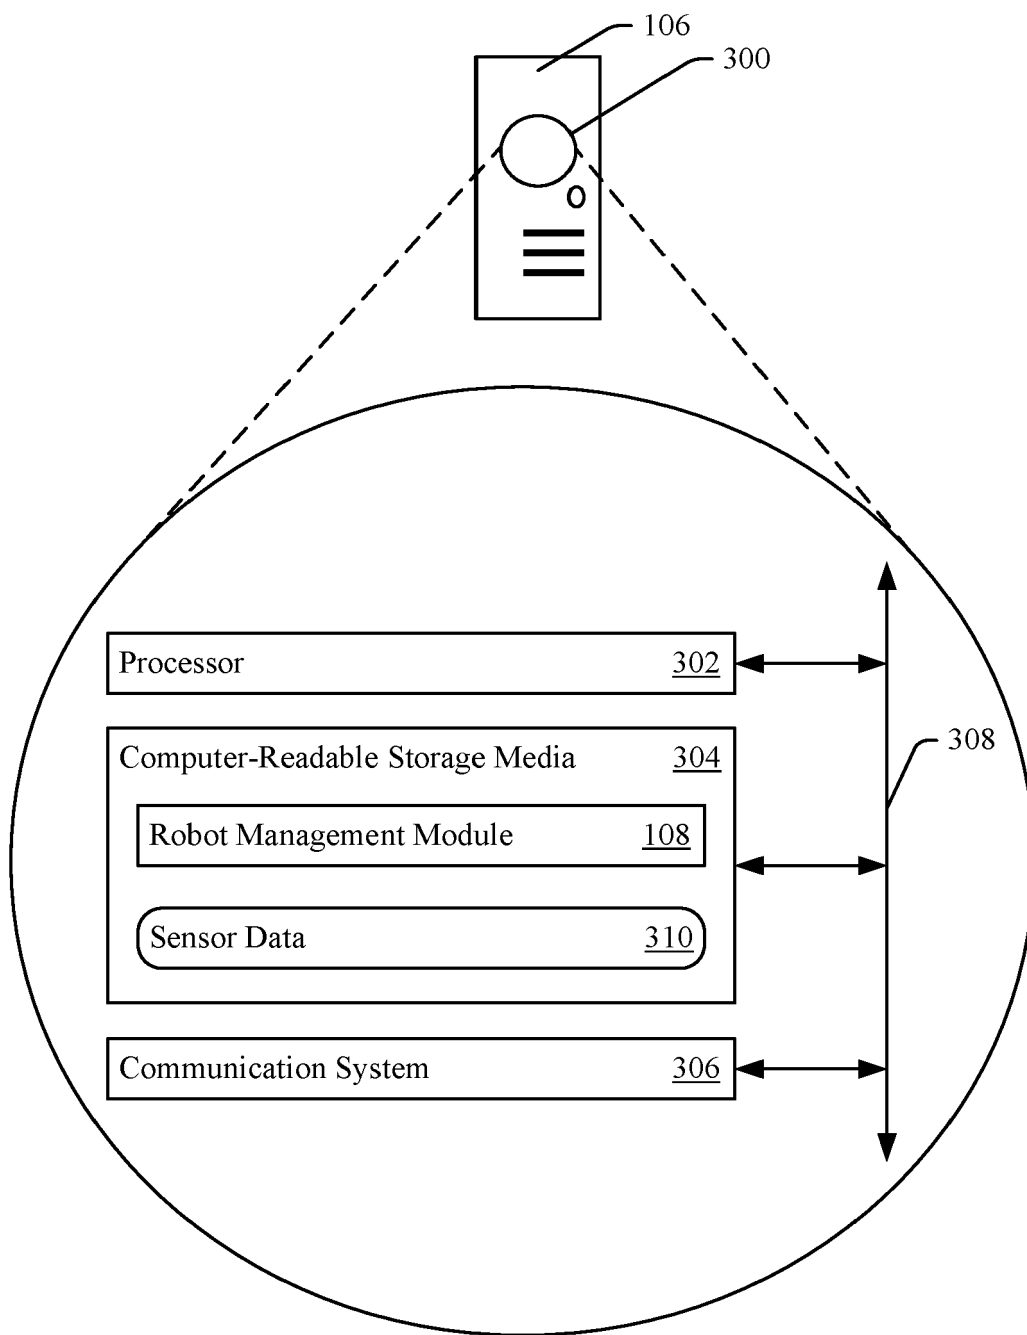 106
300
Processor 302
308
Computer-Readable Storage Media 304
Robot Management Module 108
Sensor Data 310
Communication System 306